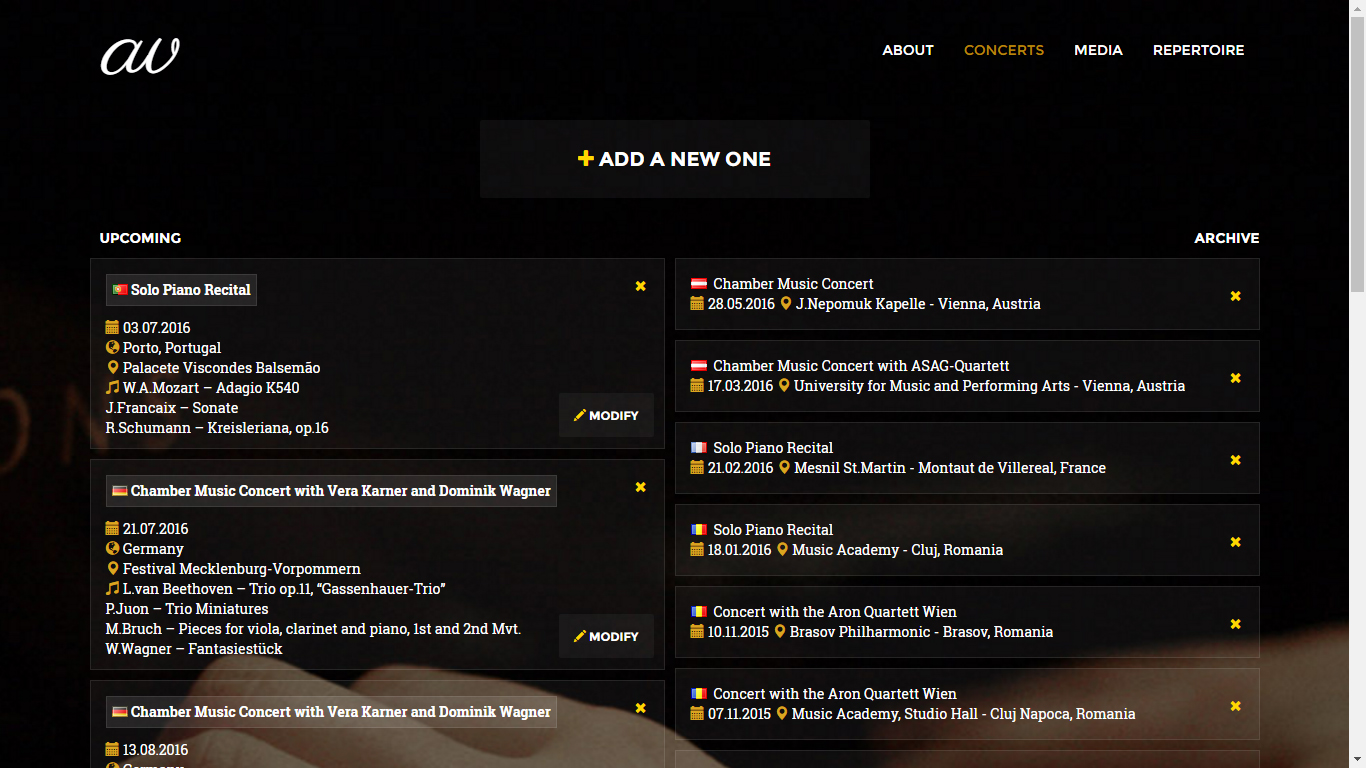 av
ABOUT CONCERTS MEDIA REPERTOIRE
ADD A NEW ONE
UPCOMING
Solo Piano Recital
03.07.2016
Porto, Portugal
Palacete Viscondes Balsemão
W.A.Mozart – Adagio K540
J.Francaix – Sonate
R.Schumann – Kreisleriana, op.16
MODIFY
Chamber Music Concert with Vera Karner and Dominik Wagner
21.07.2016
Germany
Festival Mecklenburg-Vorpommern
L.van Beethoven – Trio op.11, “Gassenhauer-Trio”
P.Juon – Trio Miniatures
M.Bruch – Pieces for viola, clarinet and piano, 1st and 2nd Mvt.
W.Wagner – Fantasiestück
MODIFY
Chamber Music Concert with Vera Karner and Dominik Wagner
13.08.2016
Germany
ARCHIVE
Chamber Music Concert
28.05.2016 J.Nepomuk Kapelle - Vienna, Austria
Chamber Music Concert with ASAG-Quartett
17.03.2016 University for Music and Performing Arts - Vienna, Austria
Solo Piano Recital
21.02.2016 Mesnil St.Martin - Montaut de Villereal, France
Solo Piano Recital
18.01.2016 Music Academy - Cluj, Romania
Concert with the Aron Quartett Wien
10.11.2015 Brasov Philharmonic - Brasov, Romania
Concert with the Aron Quartett Wien
07.11.2015 Music Academy, Studio Hall - Cluj Napoca, Romania